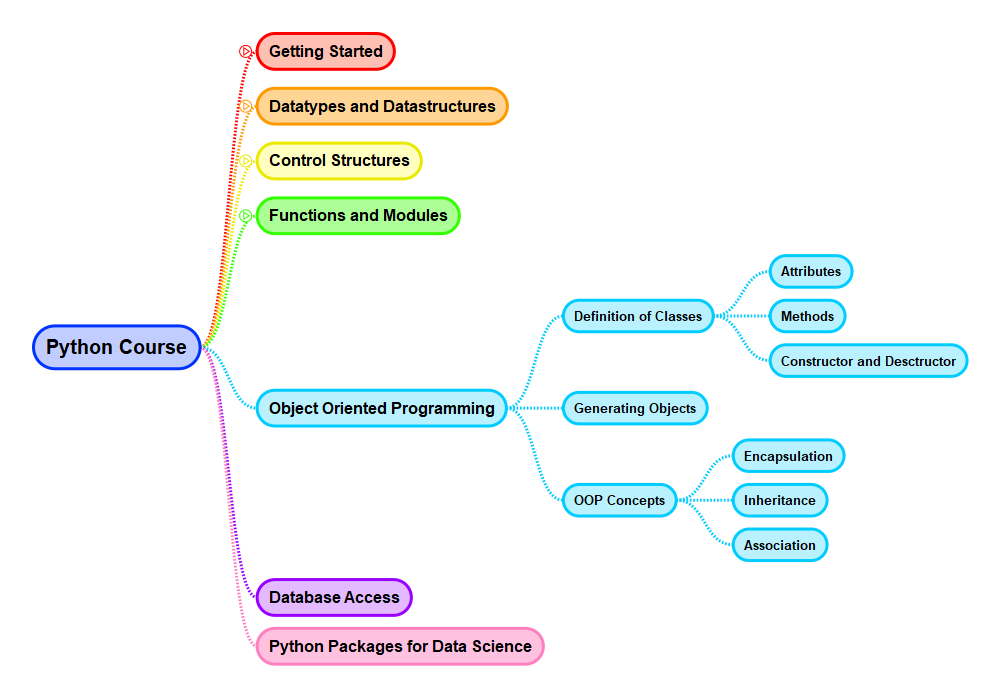 Python Course
Getting Started
Datatypes and Datastructures
Control Structures
Functions and Modules
Object Oriented Programming
Definition of Classes
Attributes
Methods
Constructor and Desctructor
Generating Objects
OOP Concepts
Encapsulation
Inheritance
Association
Database Access
Python Packages for Data Science